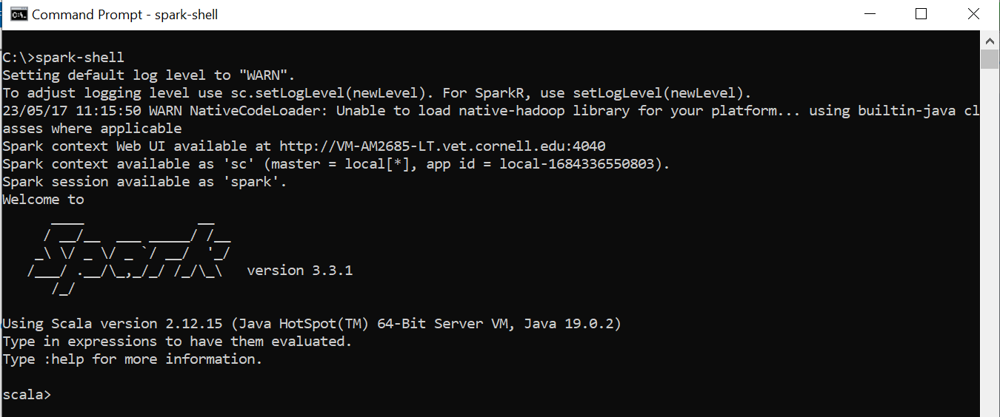 Command Prompt - spark-shell
C:\>spark-shell
Setting default log level to "WARN".
To adjust logging level use sc.setLogLevel(newLevel). For SparkR, use setLogLevel(newLevel).
23/05/17 11:15:50 WARN NativeCodeLoader: Unable to load native-hadoop library for your platform... using builtin-java cl
asses where applicable
Spark context Web UI available at http://VM-AM2685-LT.vet.cornell.edu:4040
Spark context available as 'sc' (master = local[*], app id = local-1684336550803).
Spark session available as 'spark'.
Welcome to
      ____              __
     / __/__  ___ _____/ /__
    _\ \/ _ \/ _ `/ __/  '_/
   /___/ .__/\_,_/_/ /_/\_\   version 3.3.1
      /_/
Using Scala version 2.12.15 (Java HotSpot(TM) 64-Bit Server VM, Java 19.0.2)
Type in expressions to have them evaluated.
Type :help for more information.
scala>